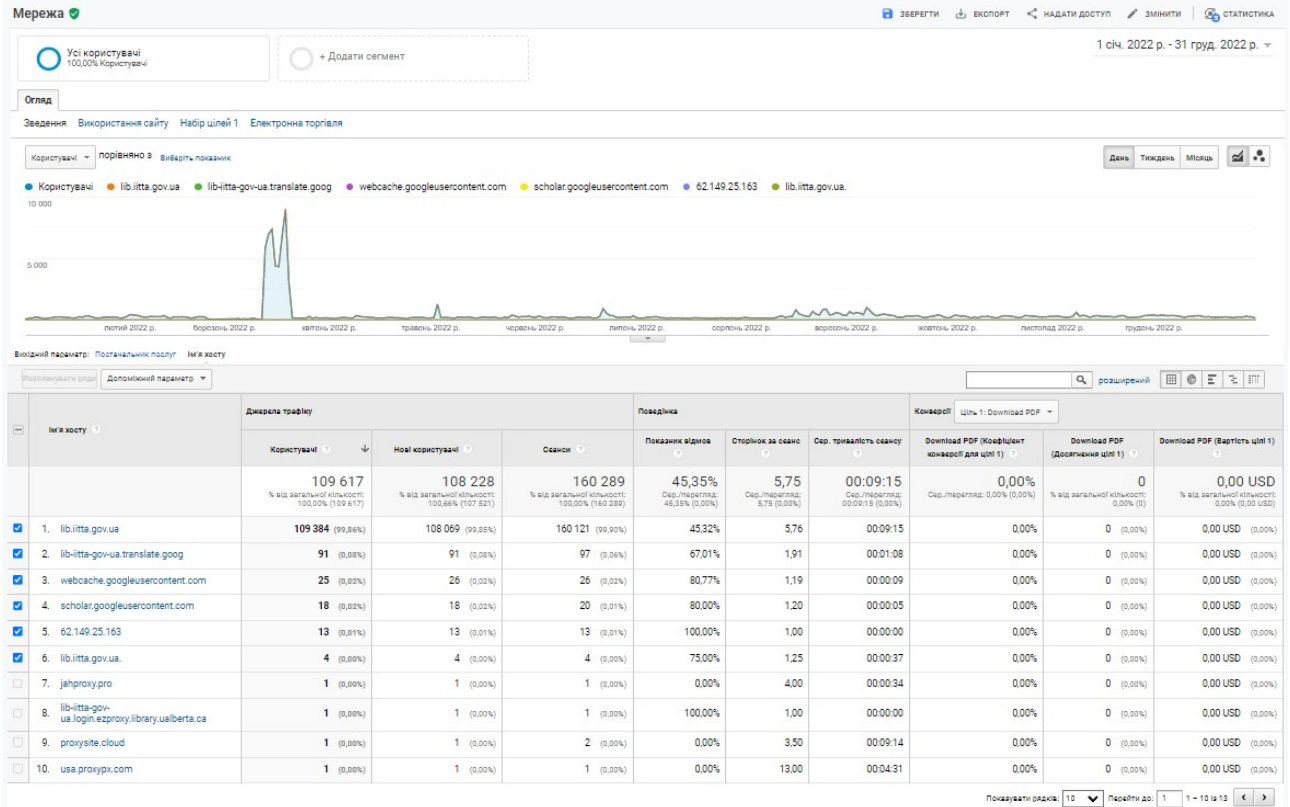 Мережа
ЗБЕРЕГТИ ЕКСПОРТ НАДАТИ ДОСТУП ЗМІНИТИ СТАТИСТИКА
Усі користувачі
100,00% Користувачі
+ Додати сегмент
1 січ. 2022 р. - 31 груд. 2022 р.
Огляд
Зведення Використання сайту Набір цілей 1 Електронна торгівля
Користувачі порівняно з Виберіть показник
День Тиждень Місяць
Користувачі lib.iitta.gov.ua lib-iitta-gov-ua.translate.goog webcache.googleusercontent.com scholar.googleusercontent.com 62.149.25.163 lib.iitta.gov.ua.
10 000
5 000
лютий 2022 р. березень 2022 р. квітень 2022 р. травень 2022 р. червень 2022 р. липень 2022 р. серпень 2022 р. вересень 2022 р. жовтень 2022 р. листопад 2022 р. грудень 2022 р.
Вихідний параметр: Постачальник послуг Ім'я хосту
Розпланувати ряди Допоміжний параметр
розширений
Ім'я хосту
Джерела трафіку Поведінка Конверсії Ціль 1: Download PDF
Користувачі Нові користувачі Сеанси Показник відмов Сторінок за сеанс Сер. тривалість сеансу Download PDF (Коефіцієнт конверсії для цілі 1) Download PDF (Досягнення цілі 1) Download PDF (Вартість цілі 1)
109 617 108 228 160 289 45,35% 5,75 00:09:15 0,00% 0 0,00 USD
% від загальної кількості: 100,00% (109 617) % від загальної кількості: 100,66% (107 521) % від загальної кількості: 100,00% (160 289) Сер./перегляд: 45,35% (0,00%) Сер./перегляд: 5,75 (0,00%) Сер./перегляд: 00:09:15 (0,00%) Сер./перегляд: 0,00% (0,00%) % від загальної кількості: 0,00% (0) % від загальної кількості: 0,00% (0,00 USD)
1. lib.iitta.gov.ua 109 384 (99,86%) 108 069 (99,85%) 160 121 (99,90%) 45,32% 5,76 00:09:15 0,00% 0 (0,00%) 0,00 USD (0,00%)
2. lib-iitta-gov-ua.translate.goog 91 (0,08%) 91 (0,08%) 97 (0,06%) 67,01% 1,91 00:01:08 0,00% 0 (0,00%) 0,00 USD (0,00%)
3. webcache.googleusercontent.com 25 (0,02%) 26 (0,02%) 26 (0,02%) 80,77% 1,19 00:00:09 0,00% 0 (0,00%) 0,00 USD (0,00%)
4. scholar.googleusercontent.com 18 (0,02%) 18 (0,02%) 20 (0,01%) 80,00% 1,20 00:00:05 0,00% 0 (0,00%) 0,00 USD (0,00%)
5. 62.149.25.163 13 (0,01%) 13 (0,01%) 13 (0,01%) 100,00% 1,00 00:00:00 0,00% 0 (0,00%) 0,00 USD (0,00%)
6. lib.iitta.gov.ua. 4 (0,00%) 4 (0,00%) 4 (0,00%) 75,00% 1,25 00:00:37 0,00% 0 (0,00%) 0,00 USD (0,00%)
7. jahproxy.pro 1 (0,00%) 1 (0,00%) 1 (0,00%) 0,00% 4,00 00:00:34 0,00% 0 (0,00%) 0,00 USD (0,00%)
8. lib-iitta-gov-ua.login.ezproxy.library.ualberta.ca 1 (0,00%) 1 (0,00%) 1 (0,00%) 100,00% 1,00 00:00:00 0,00% 0 (0,00%) 0,00 USD (0,00%)
9. proxysite.cloud 1 (0,00%) 1 (0,00%) 2 (0,00%) 0,00% 3,50 00:09:14 0,00% 0 (0,00%) 0,00 USD (0,00%)
10. usa.proxypx.com 1 (0,00%) 1 (0,00%) 1 (0,00%) 0,00% 13,00 00:04:31 0,00% 0 (0,00%) 0,00 USD (0,00%)
Показувати рядків: 10 Перейти до: 1 1 – 10 із 13